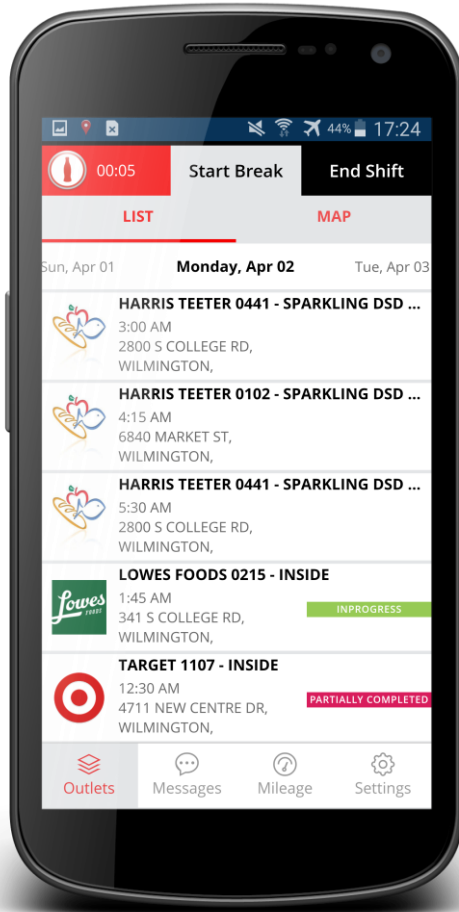 44% 17:24
00:05 Start Break End Shift
LIST MAP
Sun, Apr 01 Monday, Apr 02 Tue, Apr 03
HARRIS TEETER 0441 - SPARKLING DSD ...
3:00 AM
2800 S COLLEGE RD,
WILMINGTON,
HARRIS TEETER 0102 - SPARKLING DSD ...
4:15 AM
6840 MARKET ST,
WILMINGTON,
HARRIS TEETER 0441 - SPARKLING DSD ...
5:30 AM
2800 S COLLEGE RD,
WILMINGTON,
LOWES FOODS 0215 - INSIDE
Lowes
FOODS
1:45 AM
341 S COLLEGE RD,
INPROGRESS
WILMINGTON,
TARGET 1107 - INSIDE
12:30 AM
4711 NEW CENTRE DR,
PARTIALLY COMPLETED
WILMINGTON,
Outlets Messages Mileage Settings